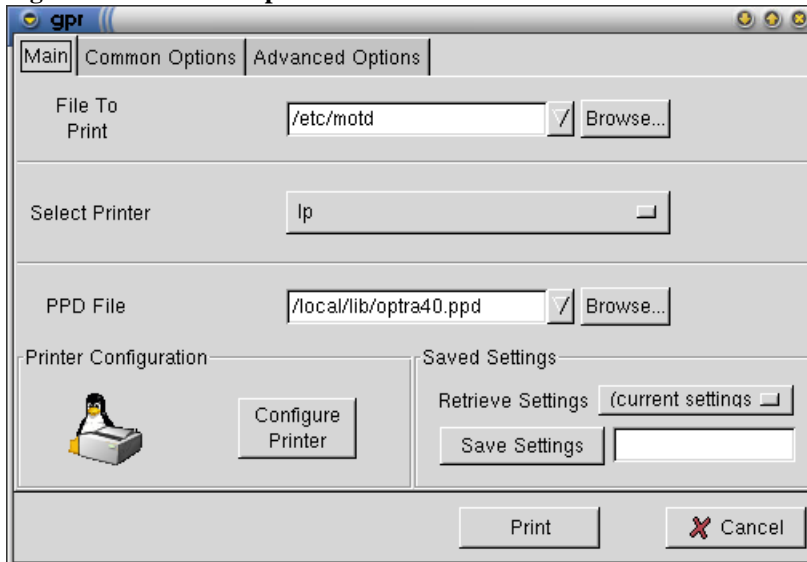 gpr
Main Common Options Advanced Options
File To
Print
/etc/motd
Browse...
Select Printer
lp
PPD File
/local/lib/optra40.ppd
Browse...
Printer Configuration
Configure
Printer
Saved Settings
Retrieve Settings (current settings
Save Settings
Print
Cancel